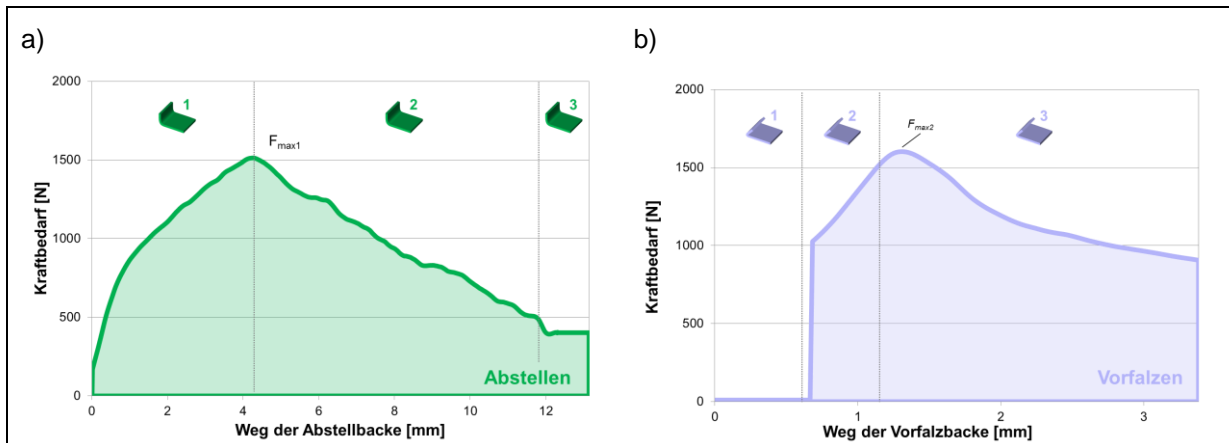 a)
2000
1500
1000
500
0
Kraftbedarf [N]
1
2
3
F_max1
Abstellen
0 2 4 6 8 10 12
Weg der Abstellbacke [mm]
b)
2000
1500
1000
500
0
Kraftbedarf [N]
1
2
3
F_max2
Vorfalzen
0 1 2 3
Weg der Vorfalzbacke [mm]